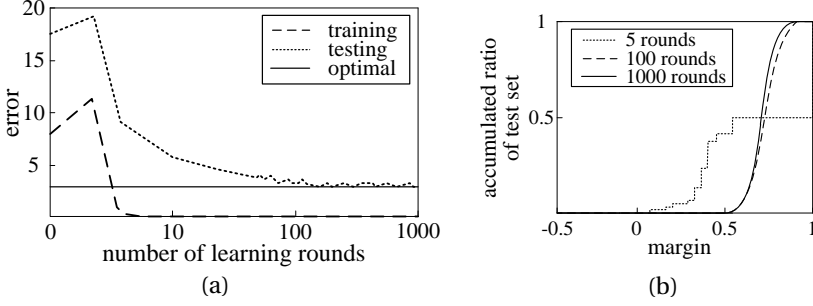 20
15
10
5
error
training
testing
optimal
0
10
100
1000
number of learning rounds
(a)
1
0.5
accumulated ratio
of test set
5 rounds
100 rounds
1000 rounds
-0.5
0
0.5
1
margin
(b)